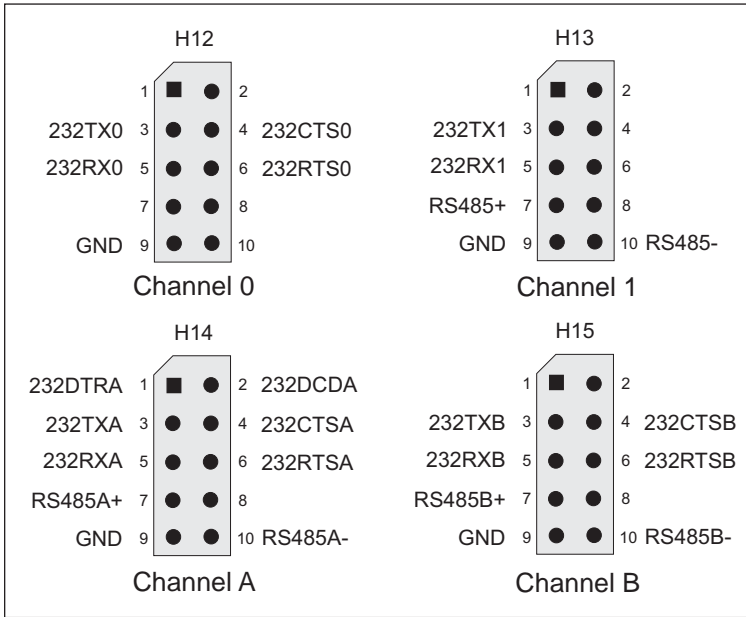 H12
1 2
232TX0 3 4 232CTS0
232RX0 5 6 232RTS0
7 8
GND 9 10
Channel 0
H13
1 2
232TX1 3 4
232RX1 5 6
RS485+ 7 8
GND 9 10 RS485-
Channel 1
H14
232DTRA 1 2 232DCDA
232TXA 3 4 232CTSA
232RXA 5 6 232RTSA
RS485A+ 7 8
GND 9 10 RS485A-
Channel A
H15
1 2
232TXB 3 4 232CTSB
232RXB 5 6 232RTSB
RS485B+ 7 8
GND 9 10 RS485B-
Channel B